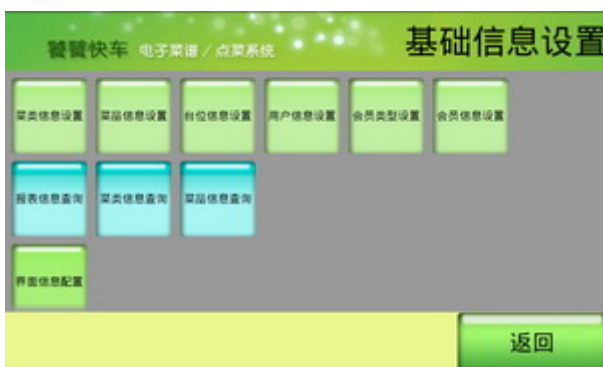 饕餮快车 电子菜谱/点菜系统
基础信息设置
菜类信息设置 菜品信息设置 台位信息设置 用户信息设置 会员类型设置 会员信息设置
报表信息查询 菜类信息查询 菜品信息查询
界面信息配置
返回